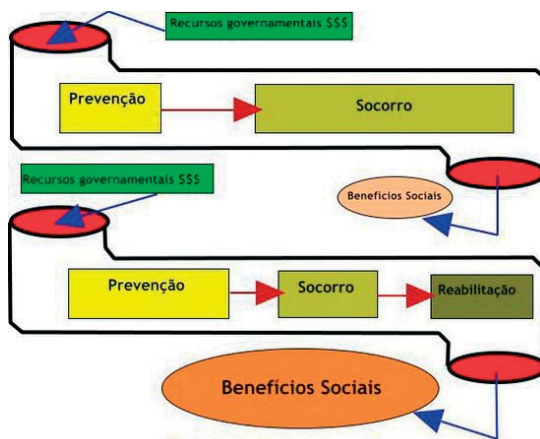 Recursos governamentais $$$
Prevenção
Socorro
Benefícios Sociais
Recursos governamentais $$$
Prevenção
Socorro
Reabilitação
Benefícios Sociais